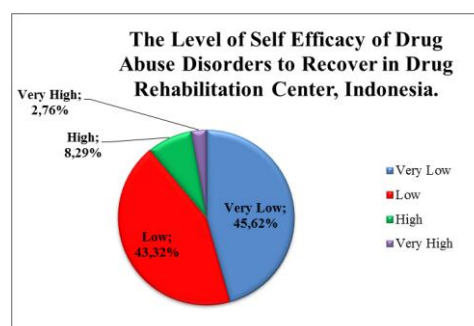 The Level of Self Efficacy of Drug
Abuse Disorders to Recover in Drug
Rehabilitation Center, Indonesia.
Very High;
2,76%
High;
8,29%
Low;
43,32%
Very Low;
45,62%
Very Low
Low
High
Very High